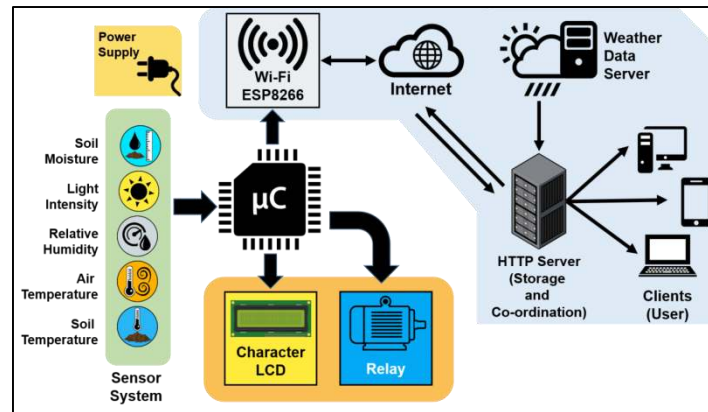 Power
Supply
Wi-Fi
ESP8266
Internet
Weather
Data
Server
Soil
Moisture
Light
Intensity
Relative
Humidity
Air
Temperature
Soil
Temperature
Sensor
System
µC
Character
LCD
Relay
HTTP Server
(Storage
and
Co-ordination)
Clients
(User)